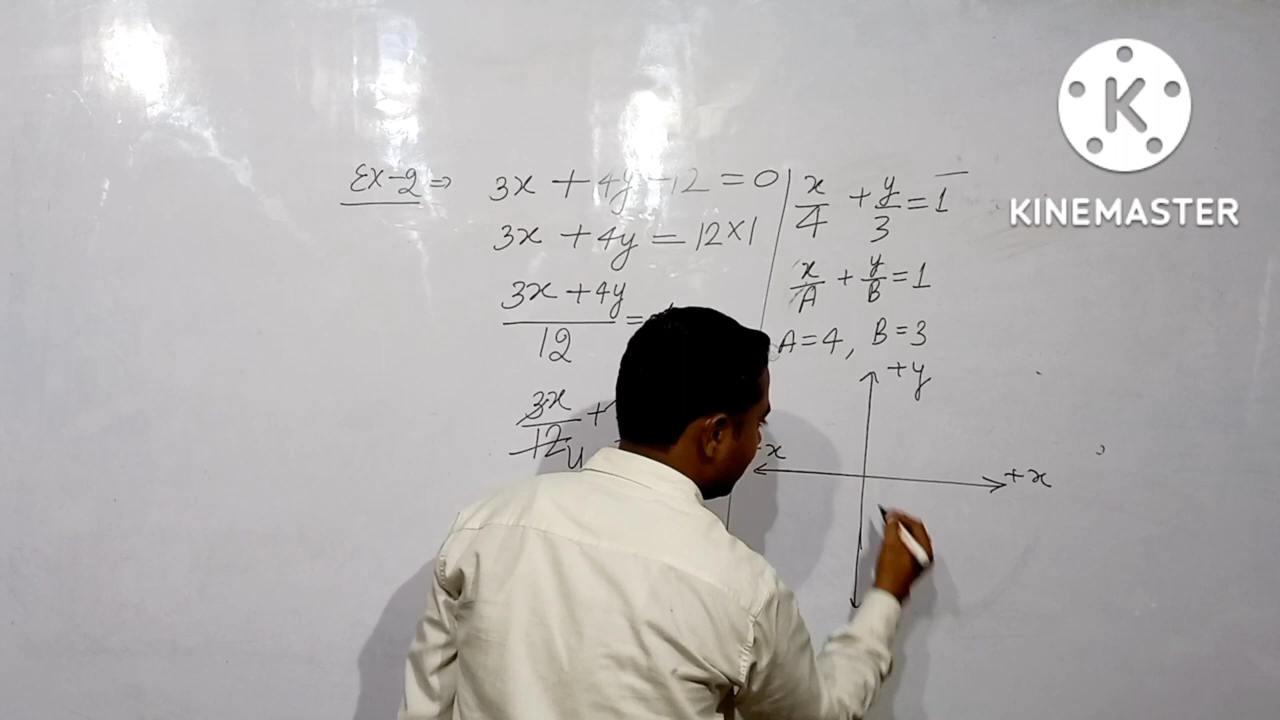 Ex-2 ⇒ 3x + 4y - 12 = 0
3x + 4y = 12×1
3x + 4y
12
=
3x
12
+
4
x/4 + y/3 = 1
x/A + y/B = 1
A=4, B=3
+y
-x
+x
K
KINEMASTER